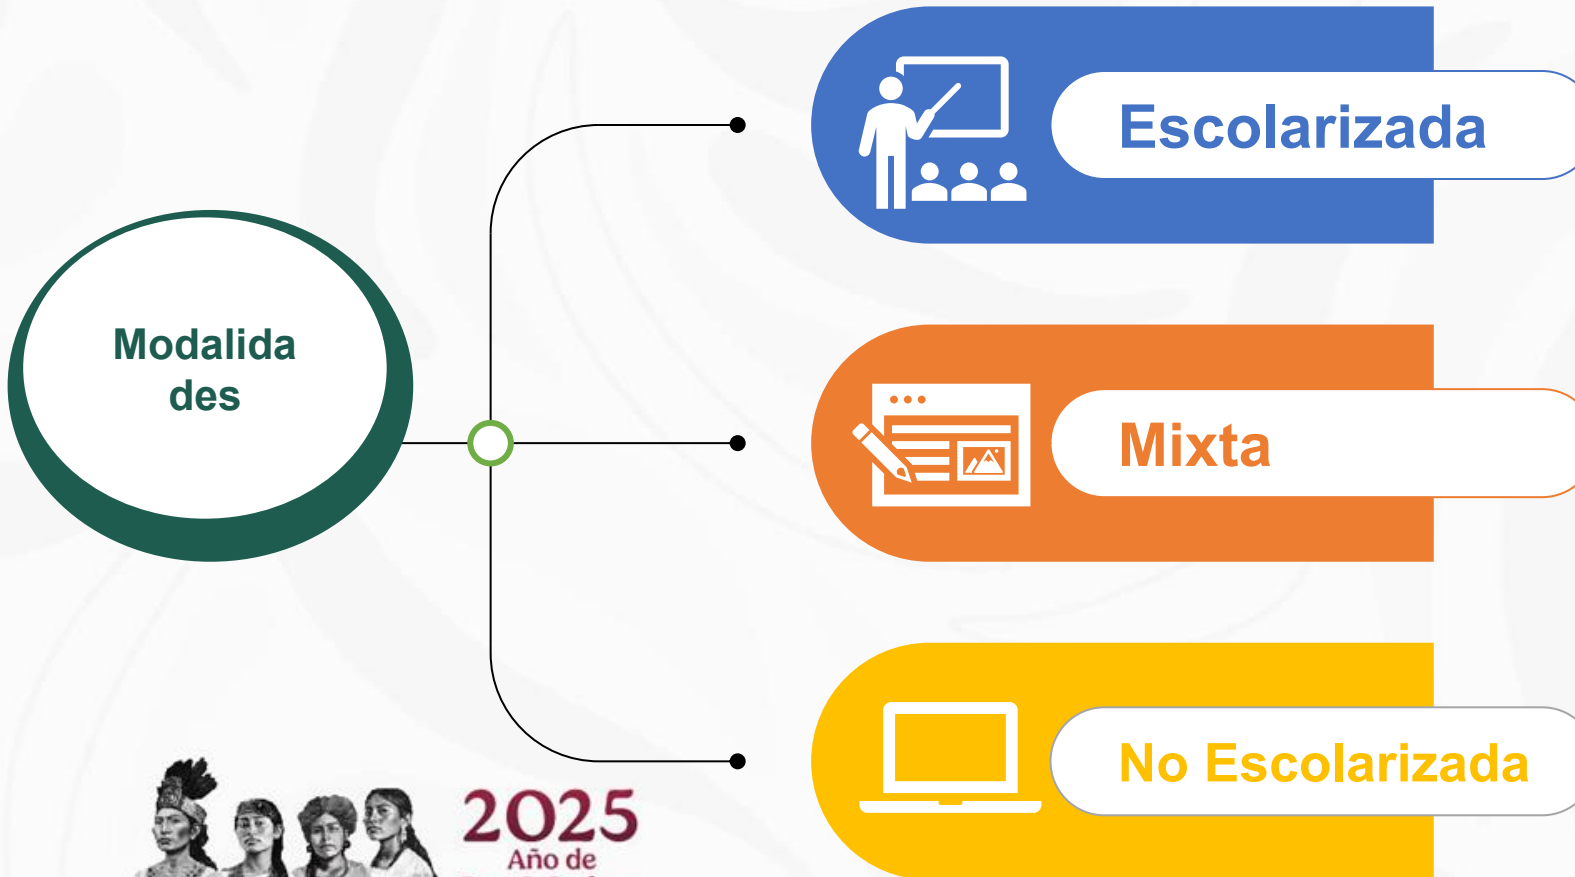 Modalida
des
Escolarizada
Mixta
No Escolarizada
2025
Año de